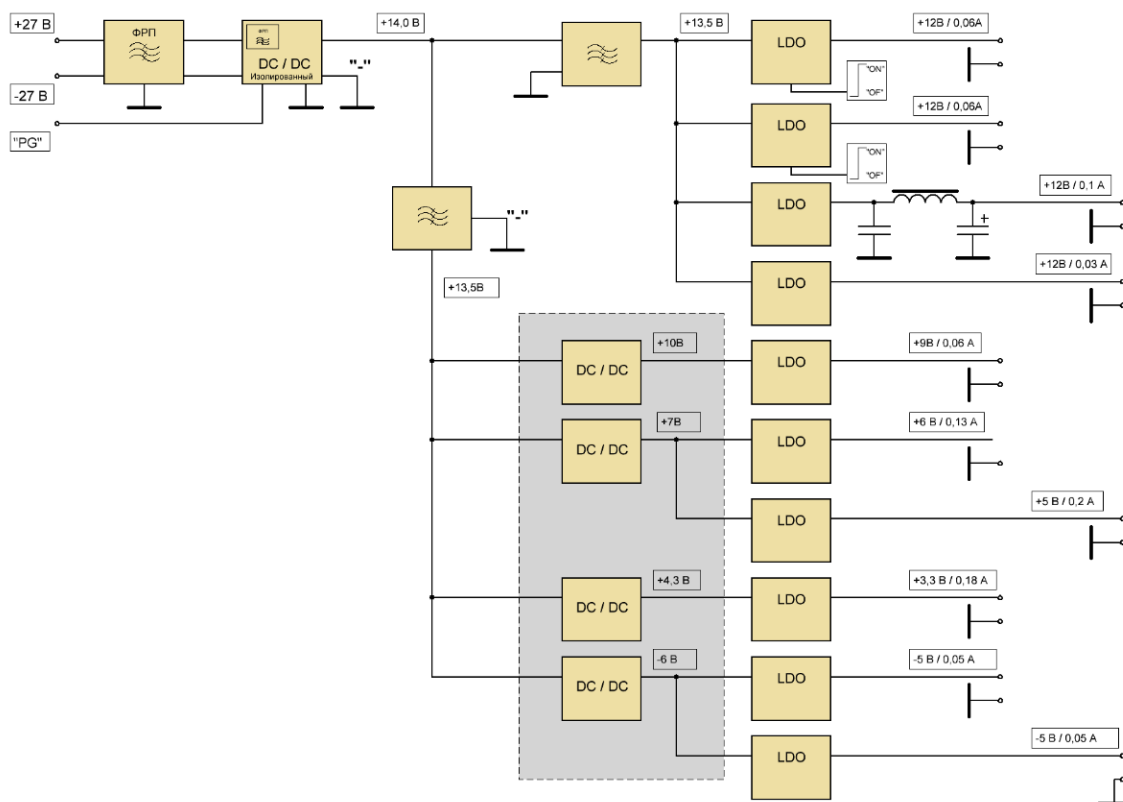 +27 В
-27 В
"PG"
ФРП
ФРП
DC / DC
Изолированный
"-"
+14,0 В
+13,5 В
LDO
+12В / 0,06А
"ON"
"OF"
LDO
+12В / 0,06А
"ON"
"OF"
LDO
+
+12В / 0,1 А
LDO
+12В / 0,03 А
"-"
+13,5В
DC / DC
+10В
LDO
+9В / 0,06 А
DC / DC
+7В
LDO
+6 В / 0,13 А
LDO
+5 В / 0,2 А
DC / DC
+4,3 В
LDO
+3,3 В / 0,18 А
DC / DC
-6 В
LDO
-5 В / 0,05 А
LDO
-5 В / 0,05 А